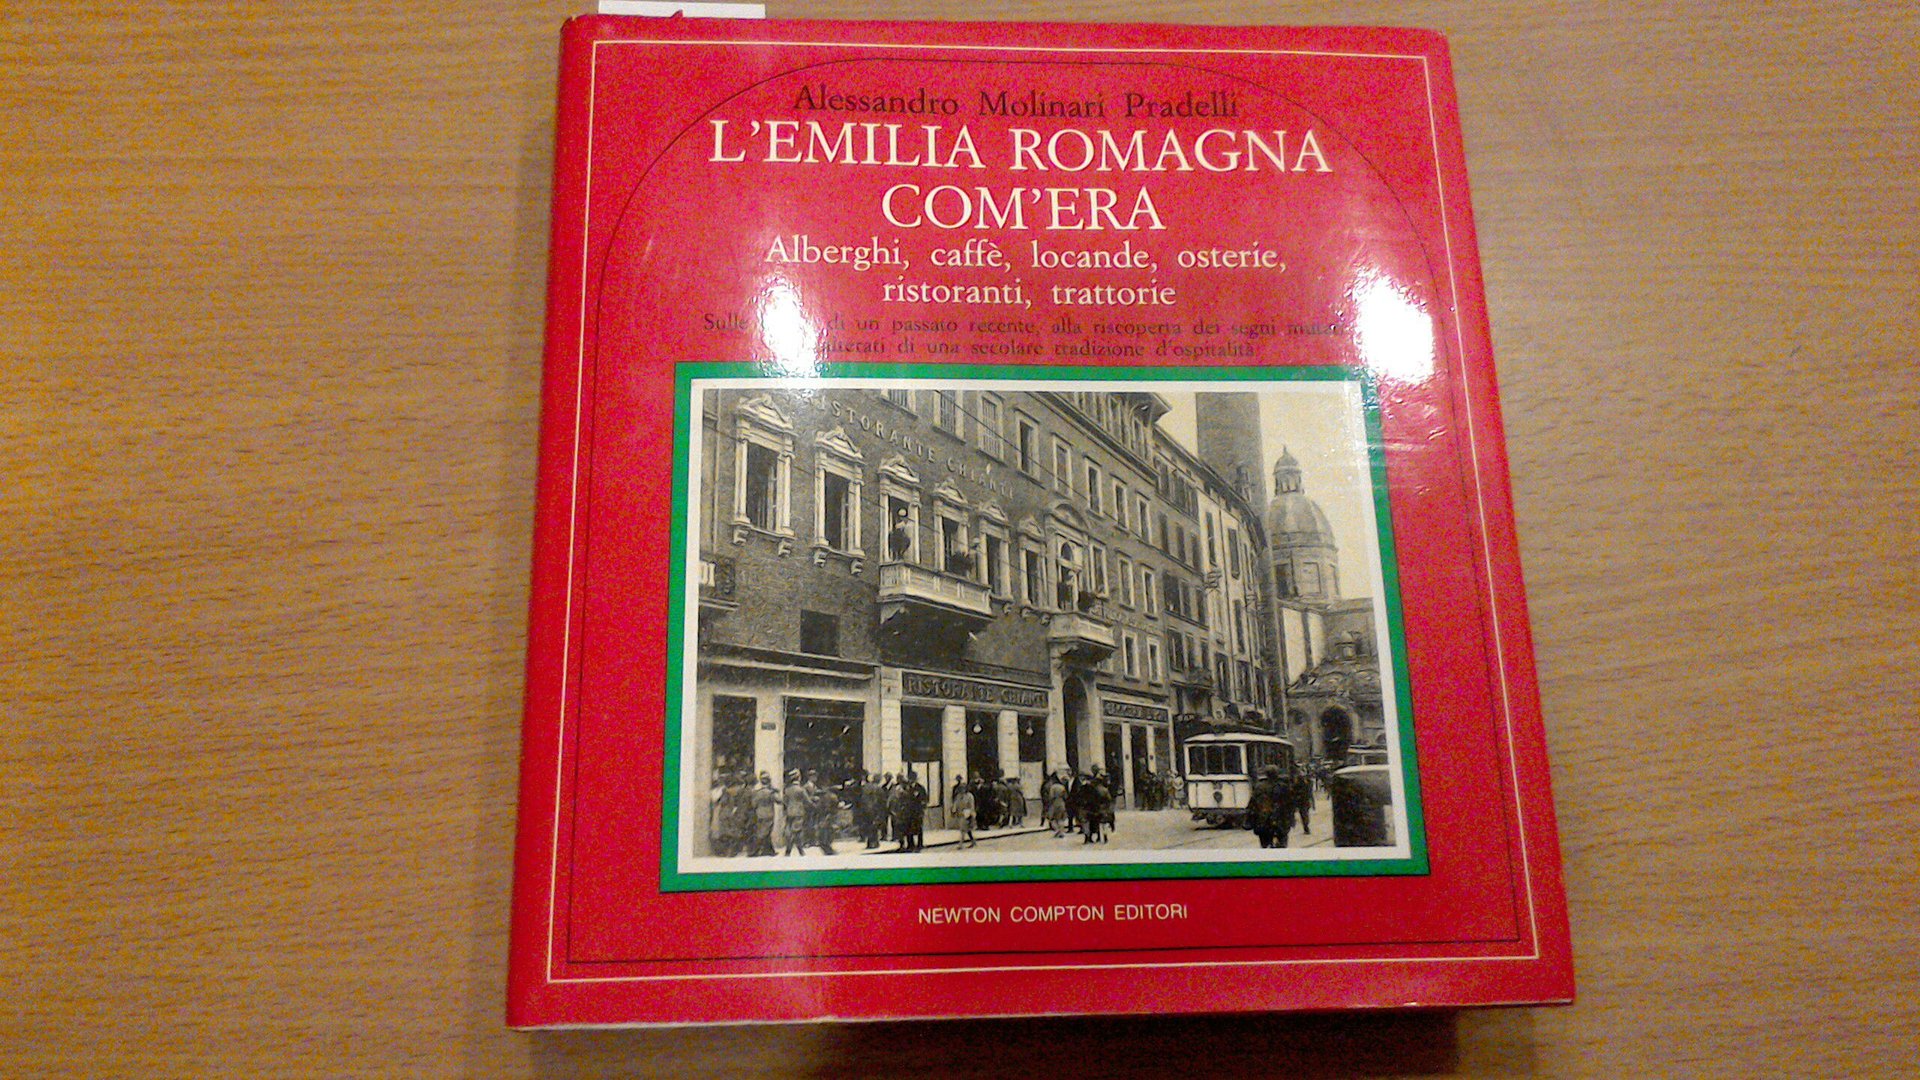 Alessandro Molinari Pradelli
L'EMILIA ROMAGNA
COM'ERA
Alberghi, caffè, locande, osterie,
ristoranti, trattorie
Sulle di un passato recente, alla riscoperta dei segni
di una secolare tradizione d'ospitalità
RISTORANTE CHIANTI
RISTORANTE CHIANTI
NEWTON COMPTON EDITORI